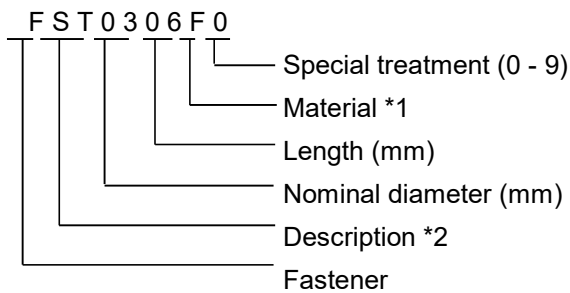 F S T 0 3 0 6 F 0
Special treatment (0 - 9)
Material *1
Length (mm)
Nominal diameter (mm)
Description *2
Fastener